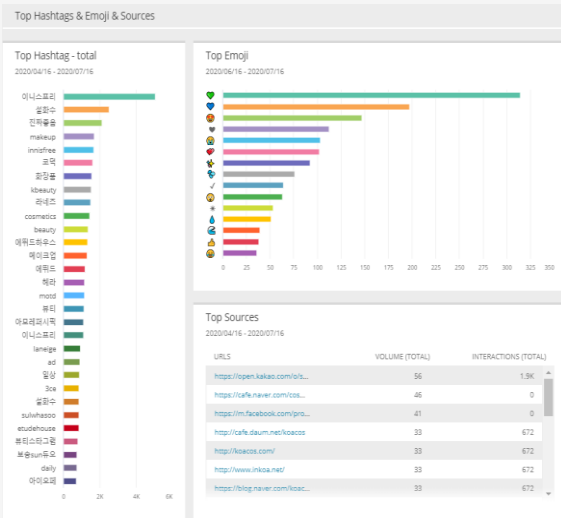 Top Hashtags & Emoji & Sources
Top Hashtag - total
2020/04/16 - 2020/07/16
이니스프리
설화수
진짜좋음
makeup
innisfree
코덕
화장품
kbeauty
라네즈
cosmetics
beauty
에뛰드하우스
메이크업
에뛰드
헤라
motd
뷰티
아모레퍼시픽
이니스프리
laneige
ad
일상
3ce
설화수
sulwhasoo
etudehouse
뷰티스타그램
보송sun듀오
daily
아이오페
0 2K 4K 6K
Top Emoji
2020/06/16 - 2020/07/16
0 25 50 75 100 125 150 175 200 225 250 275 300 325 350
Top Sources
2020/04/16 - 2020/07/16
URLS VOLUME (TOTAL) INTERACTIONS (TOTAL)
https://open.kakao.com/o/s... 56 1.9K
https://cafe.naver.com/cos... 46 0
https://m.facebook.com/pro... 41 0
http://cafe.daum.net/koacos 33 672
http://koacos.com/ 33 672
http://www.inkoa.net/ 33 672
https://blog.naver.com/koac... 33 672